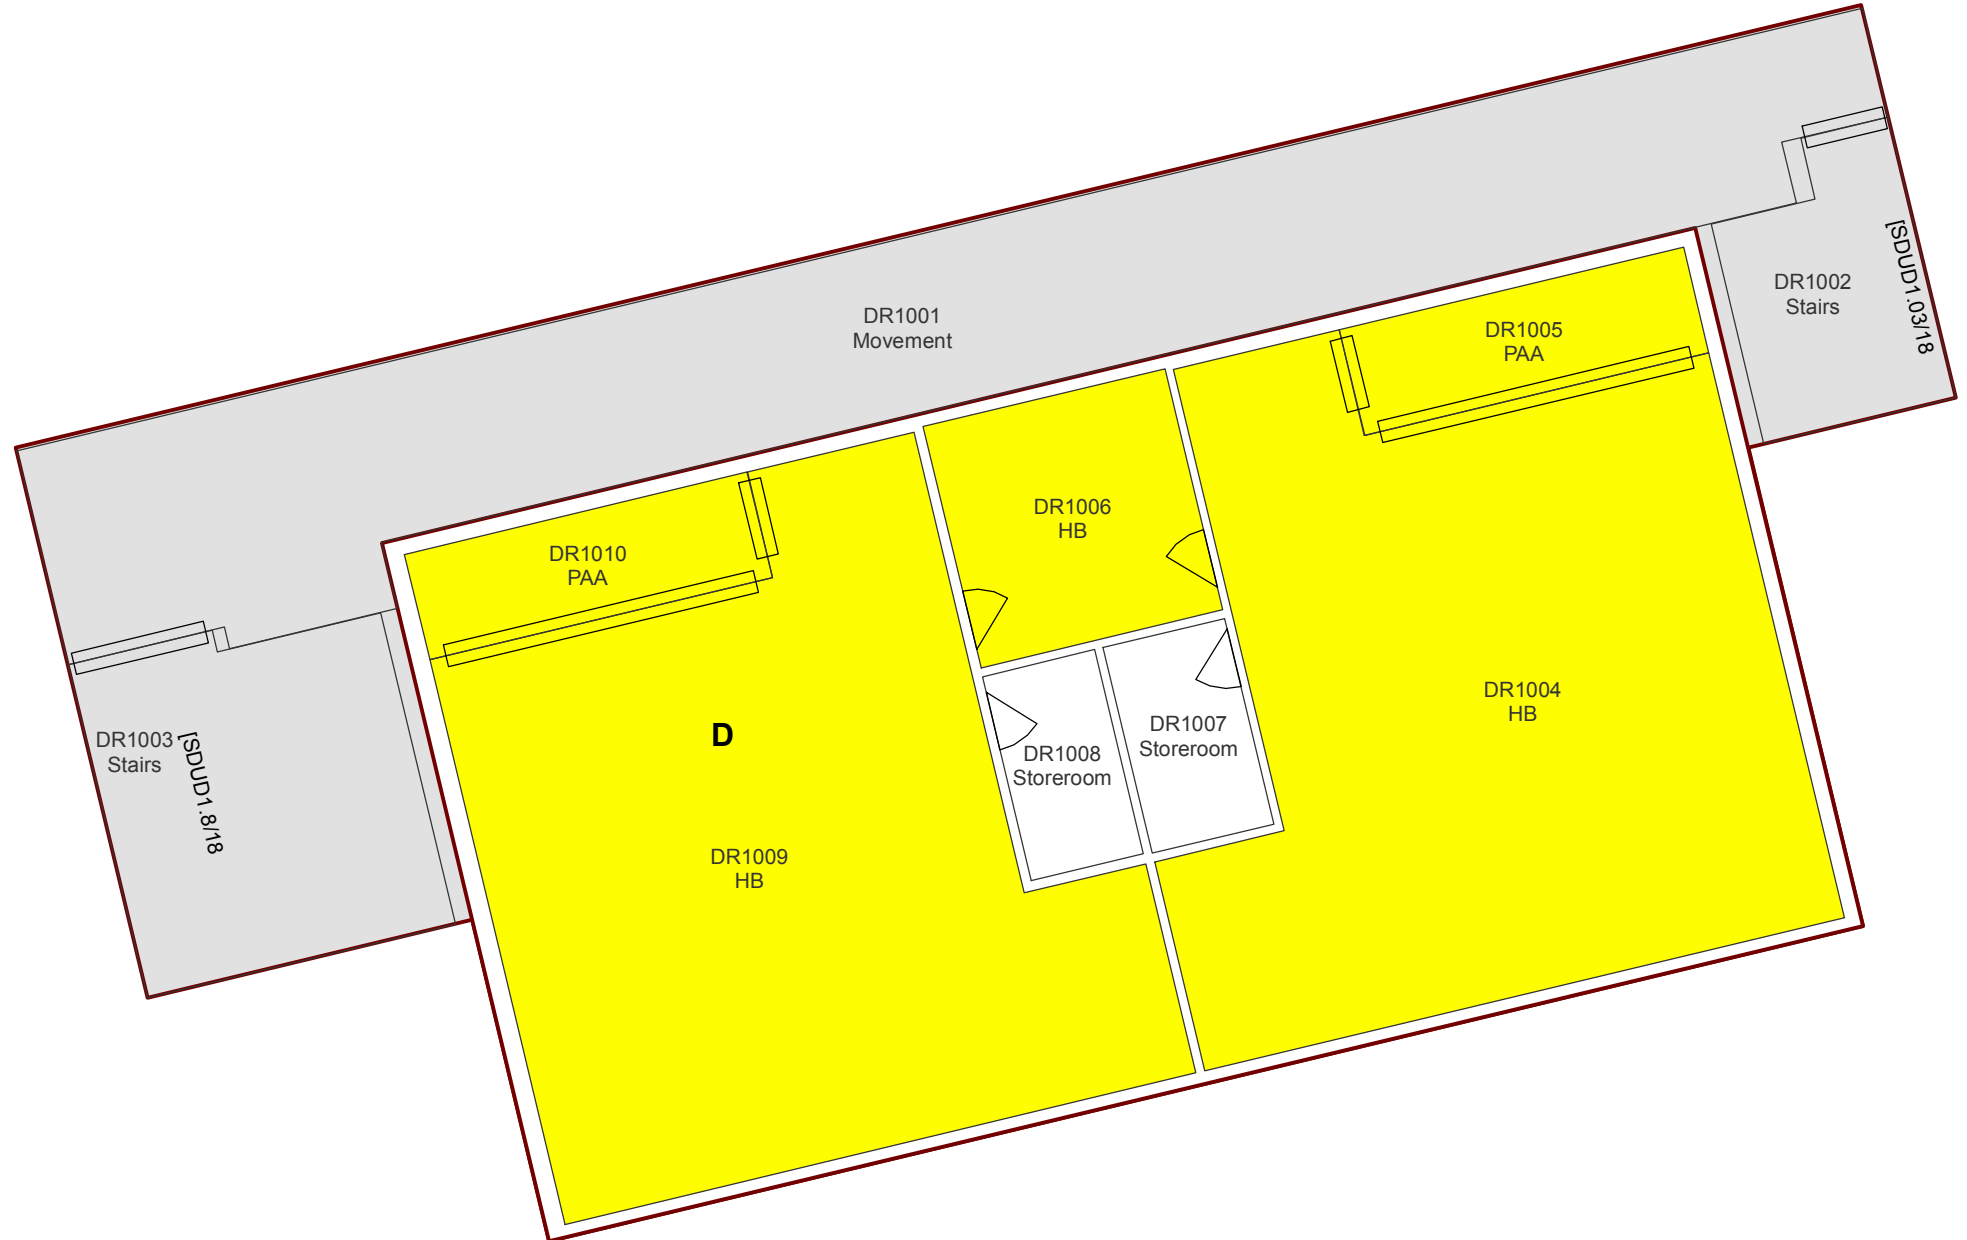 DR1001
Movement
DR1002
Stairs
[SDUD1.03/18
DR1005
PAA
DR1006
HB
DR1010
PAA
DR1004
HB
D
DR1007
Storeroom
DR1008
Storeroom
DR1003
Stairs
[SDUD1.8/18
DR1009
HB